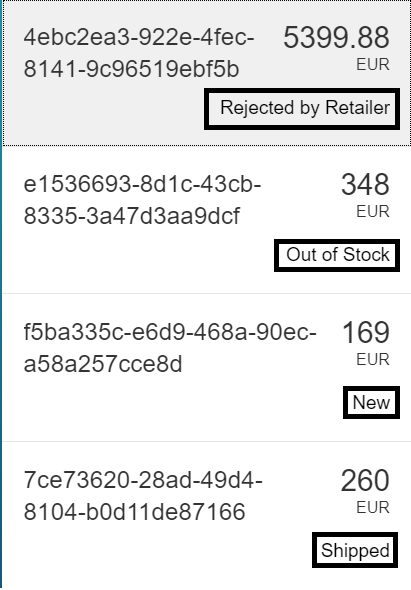 4ebc2ea3-922e-4fec- 5399.88
8141-9c96519ebf5b EUR
Rejected by Retailer
e1536693-8d1c-43cb- 348
8335-3a47d3aa9dcf EUR
Out of Stock
f5ba335c-e6d9-468a-90ec- 169
a58a257cce8d EUR
New
7ce73620-28ad-49d4- 260
8104-b0d11de87166 EUR
Shipped